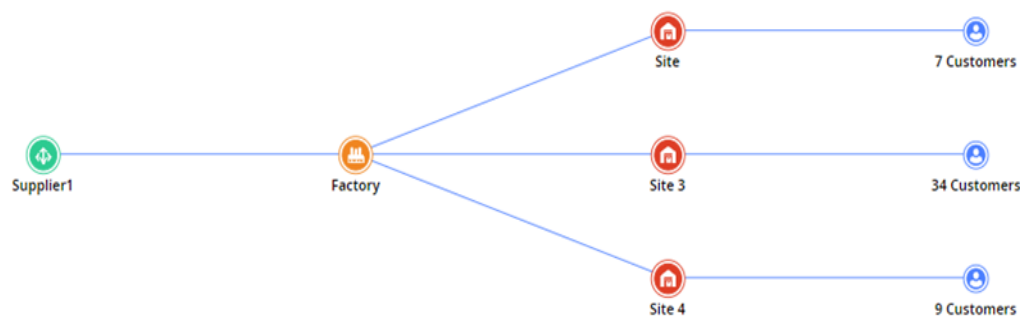 Site
7 Customers
Supplier1
Factory
Site 3
34 Customers
Site 4
9 Customers